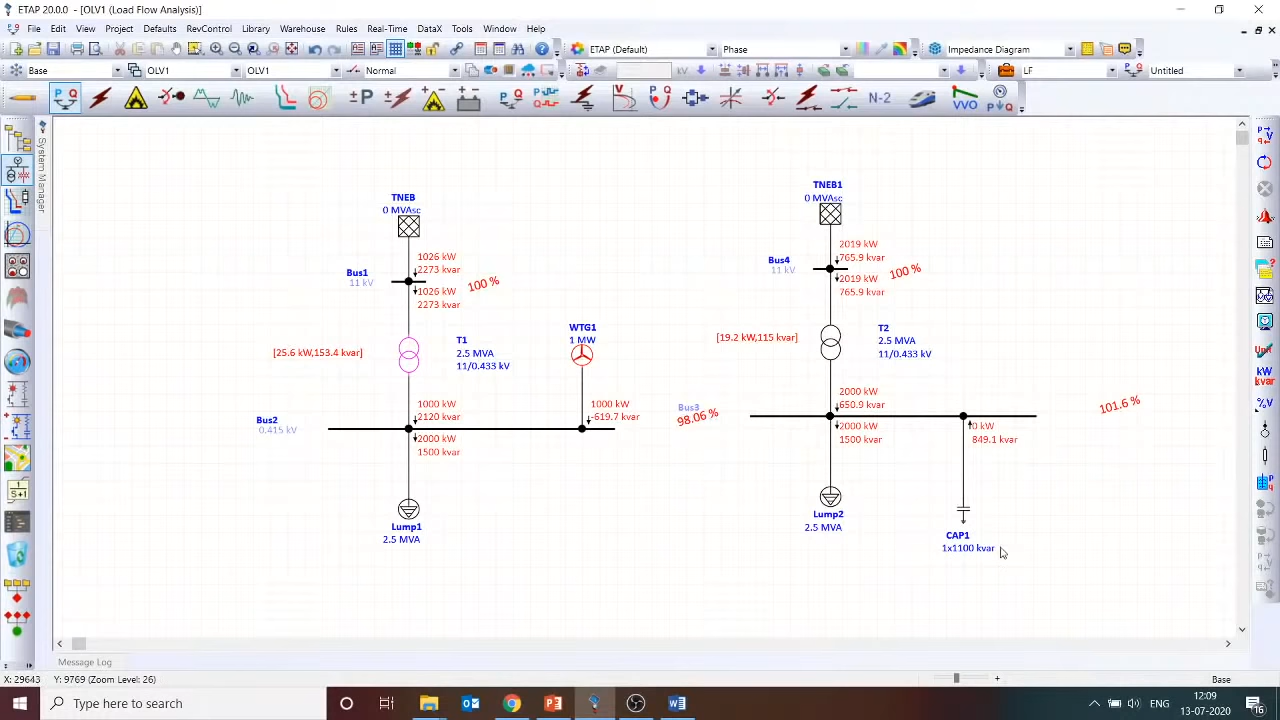 ETAP 20.0.0 - [OLV1 (Load Flow Analysis)]
File Edit View Project Defaults RevControl Library Warehouse Rules Real-Time DataX Tools Window Help
ETAP (Default) Phase Impedance Diagram
Base OLV1 OLV1 Normal kV LF Untitled
System Manager
TNEB
0 MVAsc
1026 kW
2273 kvar
Bus1
11 kV
100 %
1026 kW
2273 kvar
[25.6 kW,153.4 kvar]
T1
2.5 MVA
11/0.433 kV
WTG1
1 MW
1000 kW
2120 kvar
1000 kW
-619.7 kvar
Bus2
0.415 kV
98.06 %
2000 kW
1500 kvar
Lump1
2.5 MVA
TNEB1
0 MVAsc
2019 kW
765.9 kvar
Bus4
11 kV
100 %
2019 kW
765.9 kvar
[19.2 kW,115 kvar]
T2
2.5 MVA
11/0.433 kV
2000 kW
650.9 kvar
Bus3
101.6 %
2000 kW
1500 kvar
0 kW
849.1 kvar
Lump2
2.5 MVA
CAP1
1x1100 kvar
Message Log
X: 29643 Y: 9769 (Zoom Level: 26) Base
Type here to search
ENG
12:09
13-07-2020